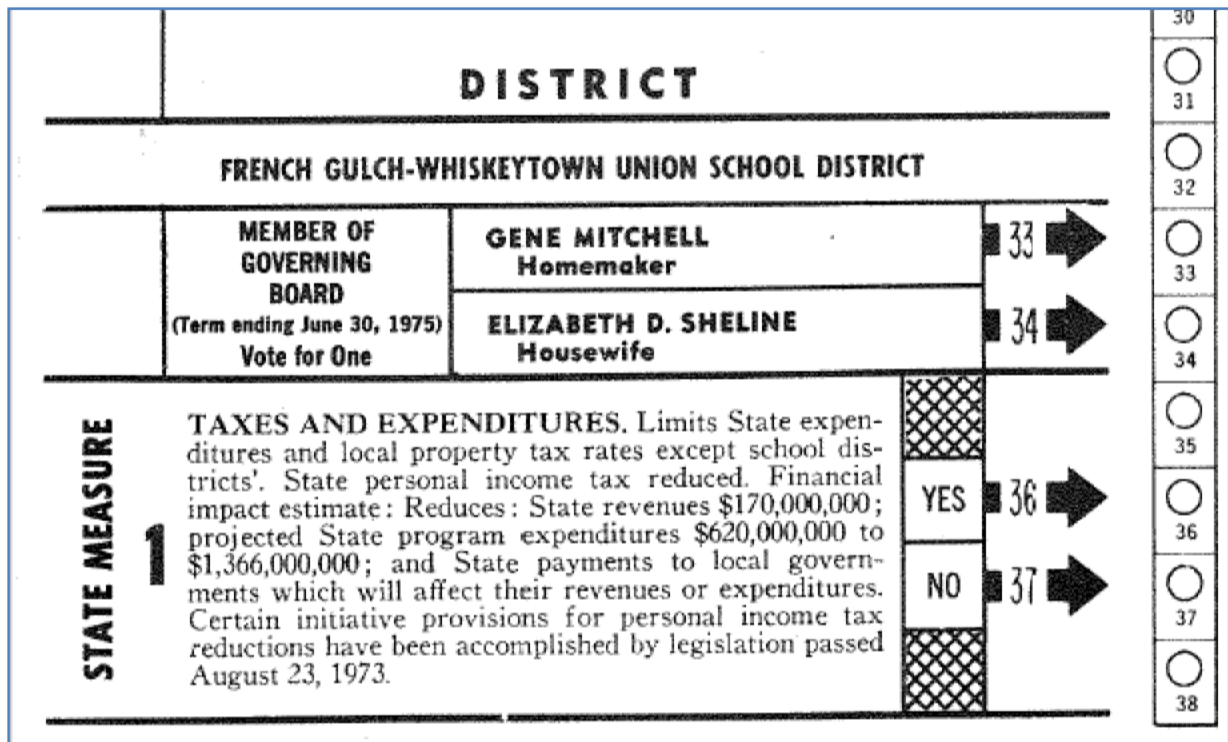 DISTRICT
FRENCH GULCH-WHISKEYTOWN UNION SCHOOL DISTRICT
MEMBER OF
GOVERNING
BOARD
(Term ending June 30, 1975)
Vote for One
GENE MITCHELL
Homemaker
33
ELIZABETH D. SHELINE
Housewife
34
STATE MEASURE
1
TAXES AND EXPENDITURES. Limits State expen-
ditures and local property tax rates except school dis-
tricts'. State personal income tax reduced. Financial
impact estimate: Reduces: State revenues $170,000,000;
projected State program expenditures $620,000,000 to
$1,366,000,000; and State payments to local govern-
ments which will affect their revenues or expenditures.
Certain initiative provisions for personal income tax
reductions have been accomplished by legislation passed
August 23, 1973.
YES 36
NO 37
30
31
32
33
34
35
36
37
38